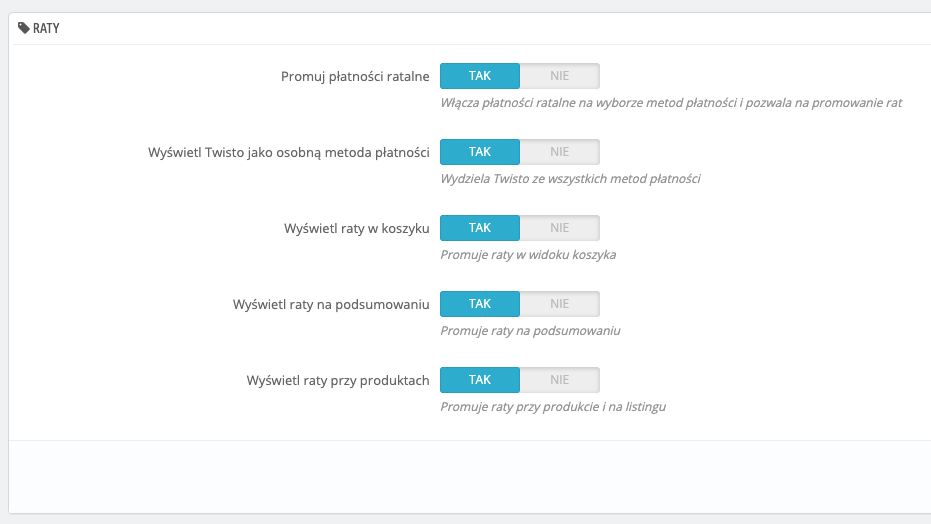 RATY
Promuj płatności ratalne TAK NIE
Włącza płatności ratalne na wyborze metod płatności i pozwala na promowanie rat
Wyświetl Twisto jako osobną metoda płatności TAK NIE
Wydziela Twisto ze wszystkich metod płatności
Wyświetl raty w koszyku TAK NIE
Promuje raty w widoku koszyka
Wyświetl raty na podsumowaniu TAK NIE
Promuje raty na podsumowaniu
Wyświetl raty przy produktach TAK NIE
Promuje raty przy produkcie i na listingu